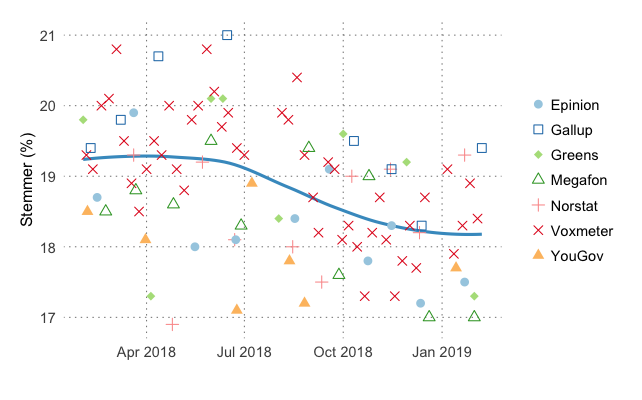 21
20
19
18
17
Stemmer (%)
Apr 2018
Jul 2018
Oct 2018
Jan 2019
Epinion
Gallup
Greens
Megafon
Norstat
Voxmeter
YouGov